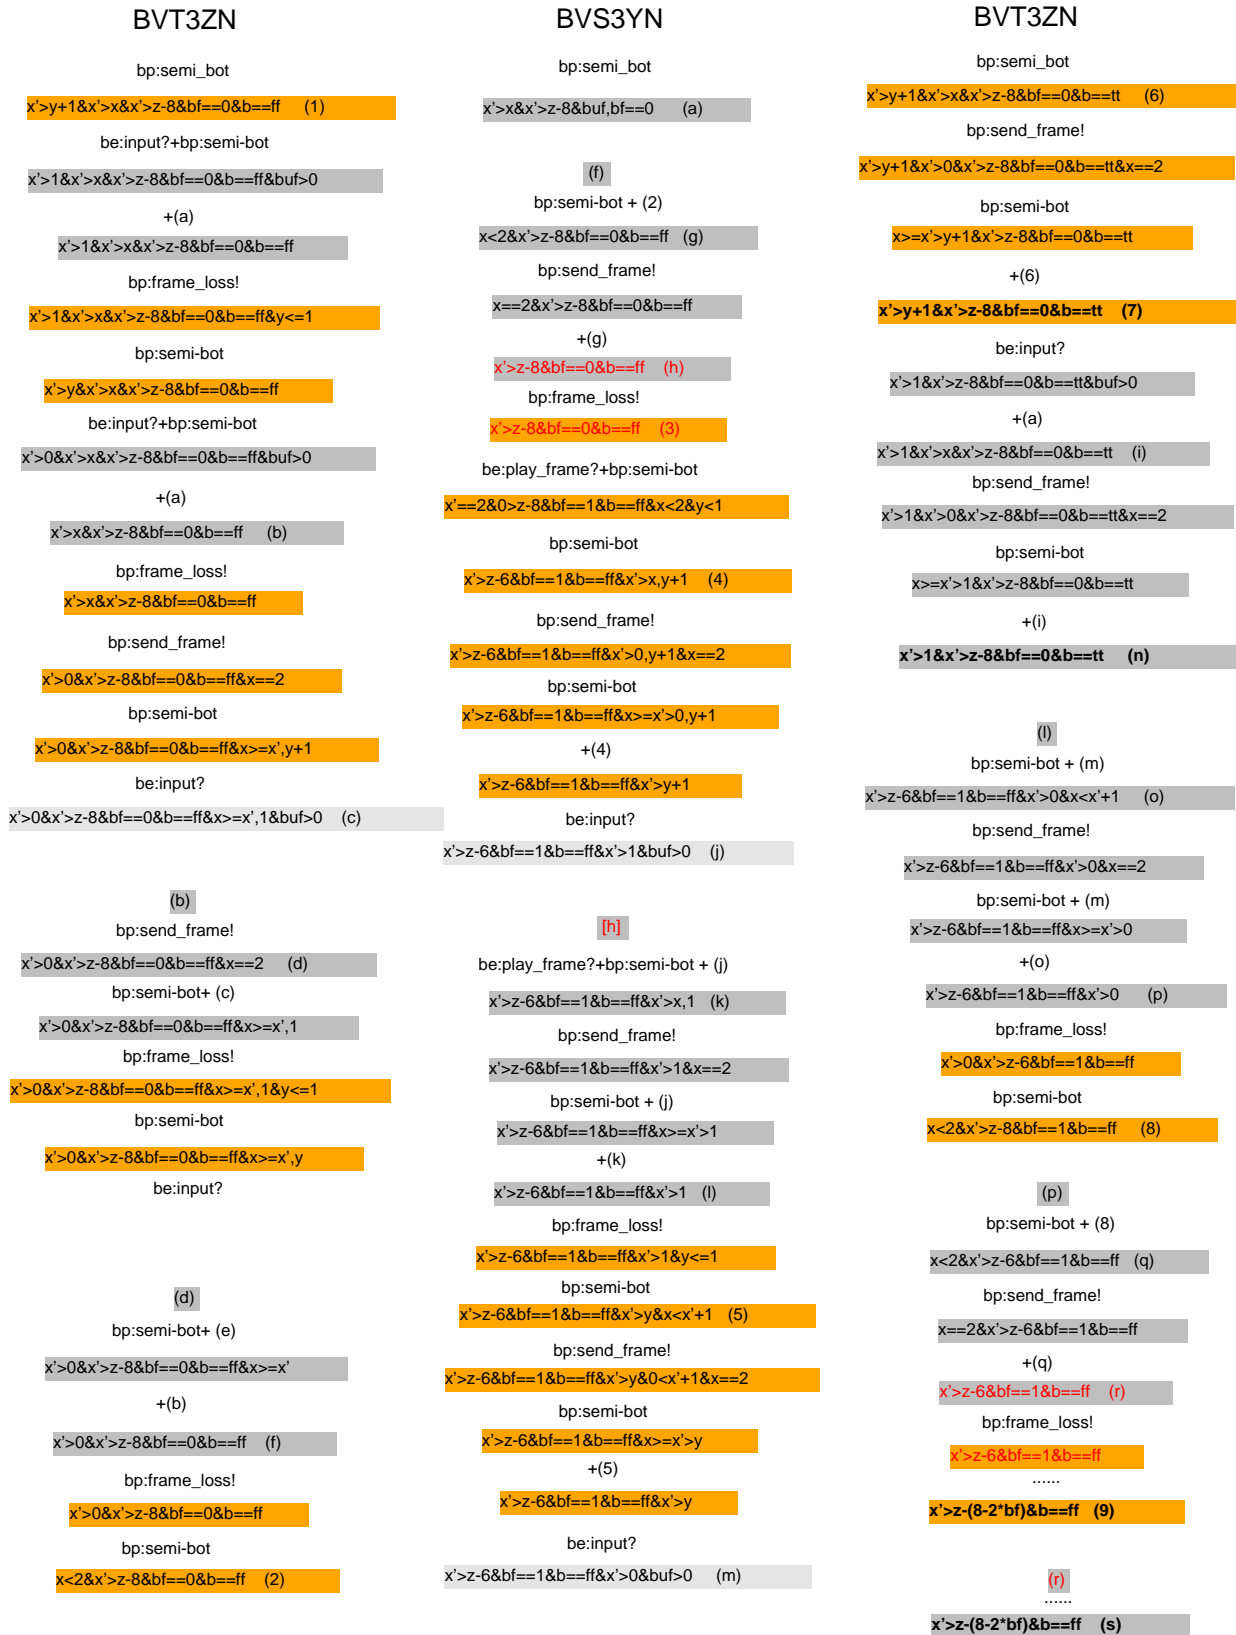 BVT3ZN
bp:semi_bot
x’>y+1&x’>x&x’>z-8&bf==0&b==ff (1)
be:input?+bp:semi-bot
x’>1&x’>x&x’>z-8&bf==0&b==ff&buf>0
+(a)
x’>1&x’>x&x’>z-8&bf==0&b==ff
bp:frame_loss!
x’>1&x’>x&x’>z-8&bf==0&b==ff&y<=1
bp:semi-bot
x’>y&x’>x&x’>z-8&bf==0&b==ff
be:input?+bp:semi-bot
x’>0&x’>x&x’>z-8&bf==0&b==ff&buf>0
+(a)
x’>x&x’>z-8&bf==0&b==ff (b)
bp:frame_loss!
x’>x&x’>z-8&bf==0&b==ff
bp:send_frame!
x’>0&x’>z-8&bf==0&b==ff&x==2
bp:semi-bot
x’>0&x’>z-8&bf==0&b==ff&x>=x’,y+1
be:input?
x’>0&x’>z-8&bf==0&b==ff&x>=x’,1&buf>0 (c)
(b)
bp:send_frame!
x’>0&x’>z-8&bf==0&b==ff&x==2 (d)
bp:semi-bot+ (c)
x’>0&x’>z-8&bf==0&b==ff&x>=x’,1
bp:frame_loss!
x’>0&x’>z-8&bf==0&b==ff&x>=x’,1&y<=1
bp:semi-bot
x’>0&x’>z-8&bf==0&b==ff&x>=x’,y
be:input?
(d)
bp:semi-bot+ (e)
x’>0&x’>z-8&bf==0&b==ff&x>=x’
+(b)
x’>0&x’>z-8&bf==0&b==ff (f)
bp:frame_loss!
x’>0&x’>z-8&bf==0&b==ff
bp:semi-bot
x<2&x’>z-8&bf==0&b==ff (2)
BVS3YN
bp:semi_bot
x’>x&x’>z-8&buf,bf==0 (a)
(f)
bp:semi-bot + (2)
x<2&x’>z-8&bf==0&b==ff (g)
bp:send_frame!
x==2&x’>z-8&bf==0&b==ff
+(g)
x’>z-8&bf==0&b==ff (h)
bp:frame_loss!
x’>z-8&bf==0&b==ff (3)
be:play_frame?+bp:semi-bot
x’==2&0>z-8&bf==1&b==ff&x<2&y<1
bp:semi-bot
x’>z-6&bf==1&b==ff&x’>x,y+1 (4)
bp:send_frame!
x’>z-6&bf==1&b==ff&x’>0,y+1&x==2
bp:semi-bot
x’>z-6&bf==1&b==ff&x>=x’>0,y+1
+(4)
x’>z-6&bf==1&b==ff&x’>y+1
be:input?
x’>z-6&bf==1&b==ff&x’>1&buf>0 (j)
[h]
be:play_frame?+bp:semi-bot + (j)
x’>z-6&bf==1&b==ff&x’>x,1 (k)
bp:send_frame!
x’>z-6&bf==1&b==ff&x’>1&x==2
bp:semi-bot + (j)
x’>z-6&bf==1&b==ff&x>=x’>1
+(k)
x’>z-6&bf==1&b==ff&x’>1 (l)
bp:frame_loss!
x’>z-6&bf==1&b==ff&x’>1&y<=1
bp:semi-bot
x’>z-6&bf==1&b==ff&x’>y&x<x’+1 (5)
bp:send_frame!
x’>z-6&bf==1&b==ff&x’>y&0<x’+1&x==2
bp:semi-bot
x’>z-6&bf==1&b==ff&x>=x’>y
+(5)
x’>z-6&bf==1&b==ff&x’>y
be:input?
x’>z-6&bf==1&b==ff&x’>0&buf>0 (m)
BVT3ZN
bp:semi_bot
x’>y+1&x’>x&x’>z-8&bf==0&b==tt (6)
bp:send_frame!
x’>y+1&x’>0&x’>z-8&bf==0&b==tt&x==2
bp:semi-bot
x>=x’>y+1&x’>z-8&bf==0&b==tt
+(6)
x’>y+1&x’>z-8&bf==0&b==tt (7)
be:input?
x’>1&x’>z-8&bf==0&b==tt&buf>0
+(a)
x’>1&x’>x&x’>z-8&bf==0&b==tt (i)
bp:send_frame!
x’>1&x’>0&x’>z-8&bf==0&b==tt&x==2
bp:semi-bot
x>=x’>1&x’>z-8&bf==0&b==tt
+(i)
x’>1&x’>z-8&bf==0&b==tt (n)
(l)
bp:semi-bot + (m)
x’>z-6&bf==1&b==ff&x’>0&x<x’+1 (o)
bp:send_frame!
x’>z-6&bf==1&b==ff&x’>0&x==2
bp:semi-bot + (m)
x’>z-6&bf==1&b==ff&x>=x’>0
+(o)
x’>z-6&bf==1&b==ff&x’>0 (p)
bp:frame_loss!
x’>0&x’>z-6&bf==1&b==ff
bp:semi-bot
x<2&x’>z-8&bf==1&b==ff (8)
(p)
bp:semi-bot + (8)
x<2&x’>z-6&bf==1&b==ff (q)
bp:send_frame!
x==2&x’>z-6&bf==1&b==ff
+(q)
x’>z-6&bf==1&b==ff (r)
bp:frame_loss!
x’>z-6&bf==1&b==ff
......
x’>z-(8-2*bf)&b==ff (9)
(r)
......
x’>z-(8-2*bf)&b==ff (s)